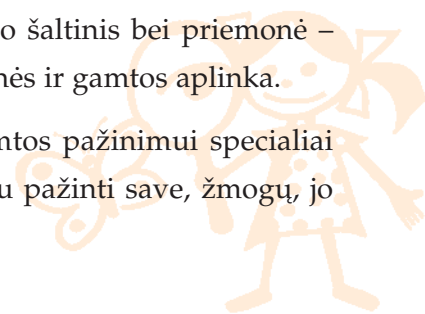 o šaltinis bei priemonė –
nės ir gamtos aplinka.
ntos pažinimui specialiai
u pažinti save, žmogų, jo